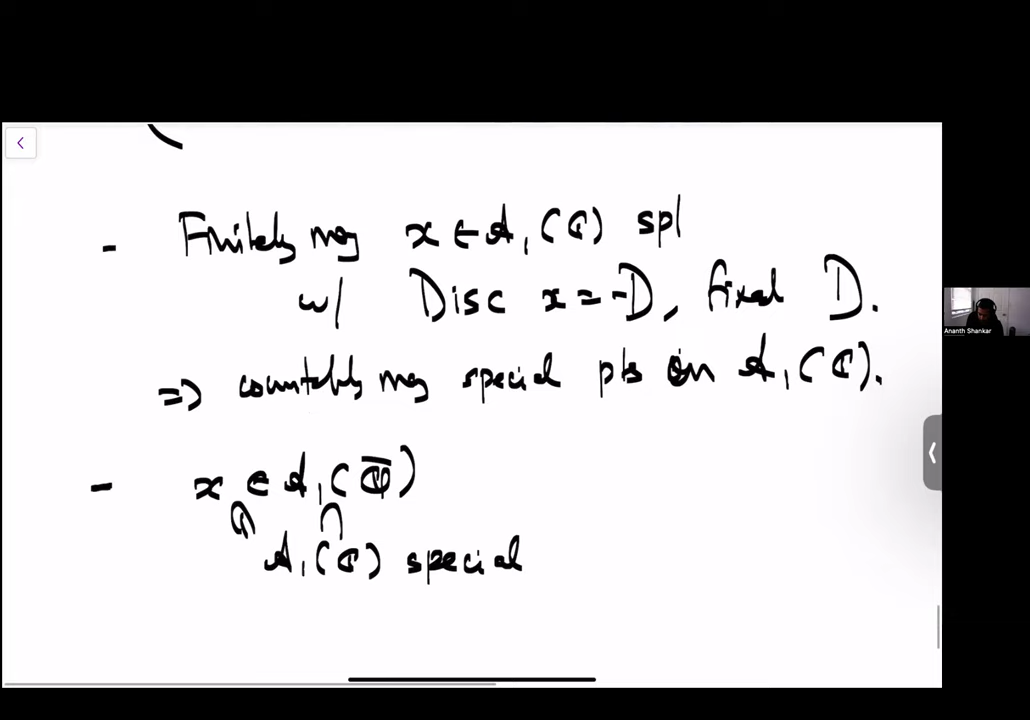 - Finitely many x ∈ A₁(ℂ) spl
w/ Disc x = -D, fixed D.
=> countably many special pts on A₁(ℂ).
- x ∈ A₁(ℚ̅)
∈ ∩
A₁(ℂ) special
Ananth Shankar